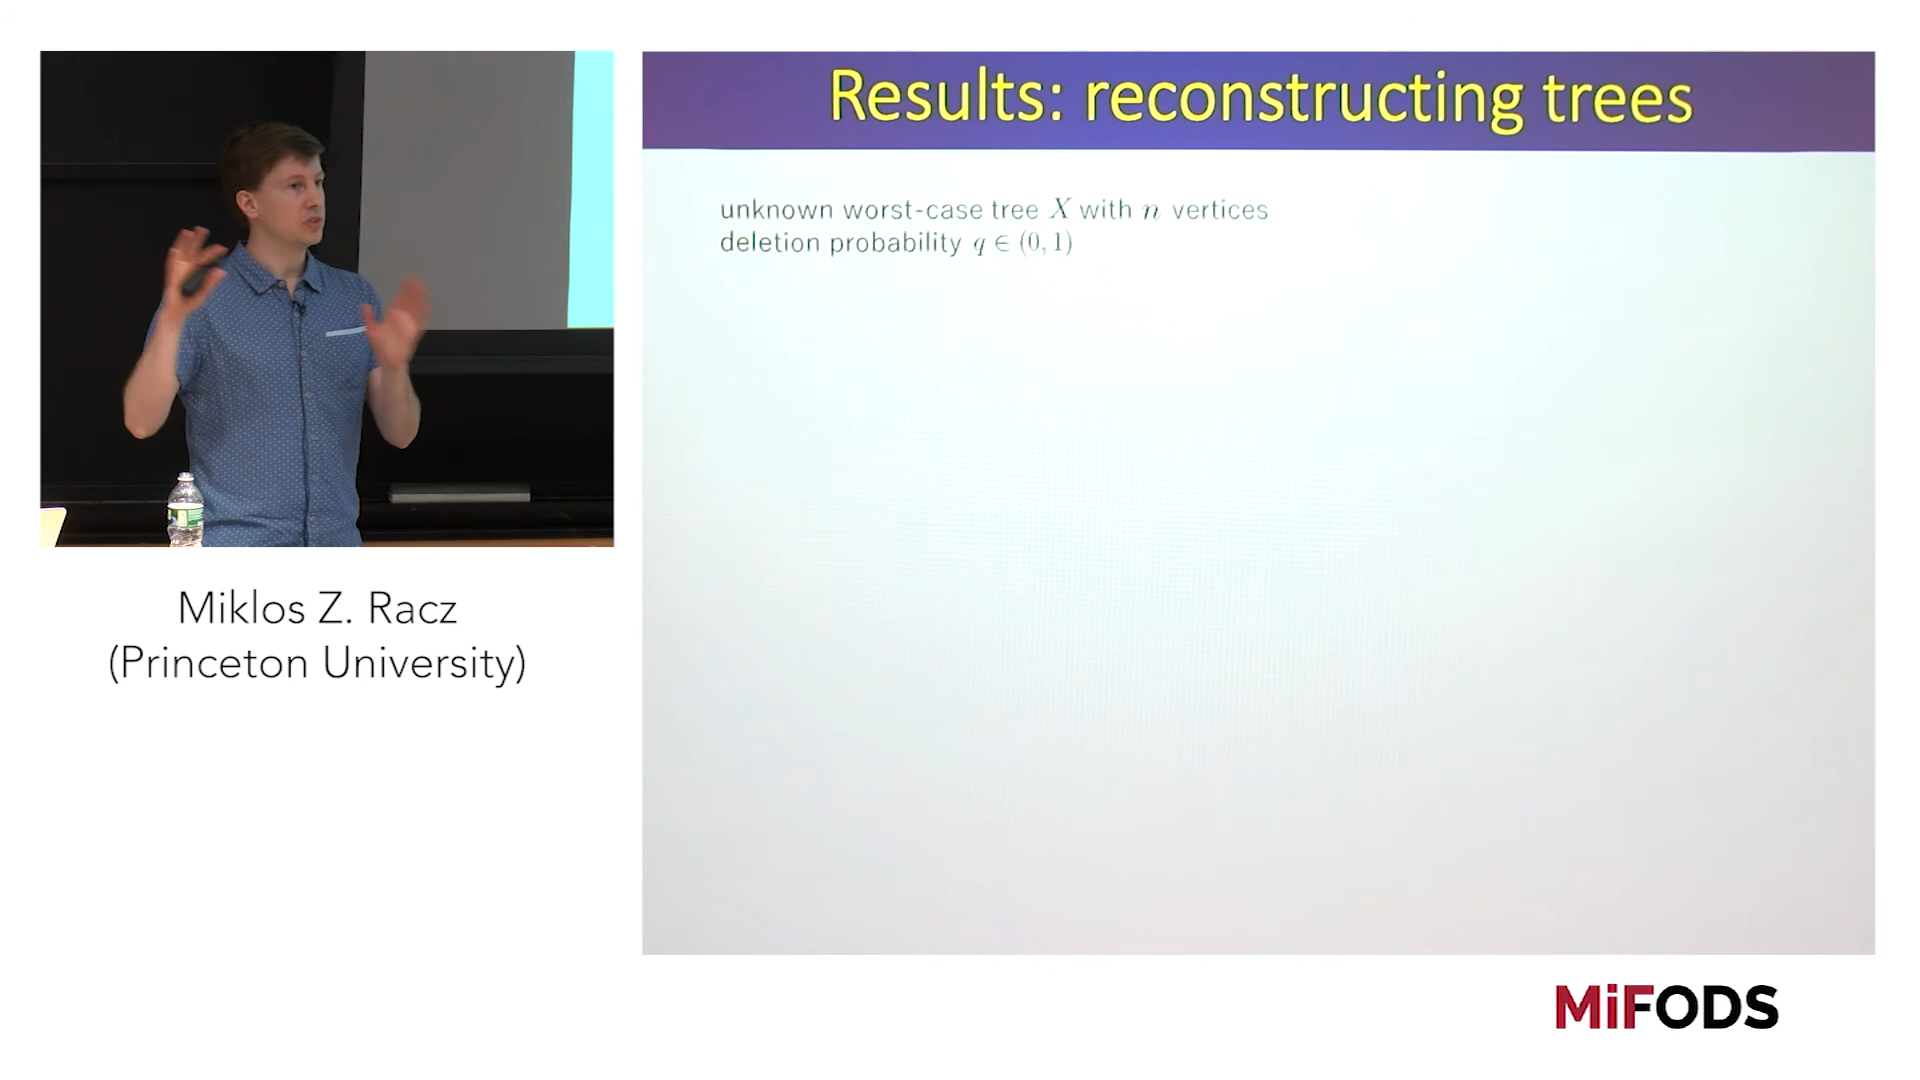 Results: reconstructing trees
unknown worst-case tree X with n vertices
deletion probability q ∈ (0, 1)
Miklos Z. Racz
(Princeton University)
MiFODS